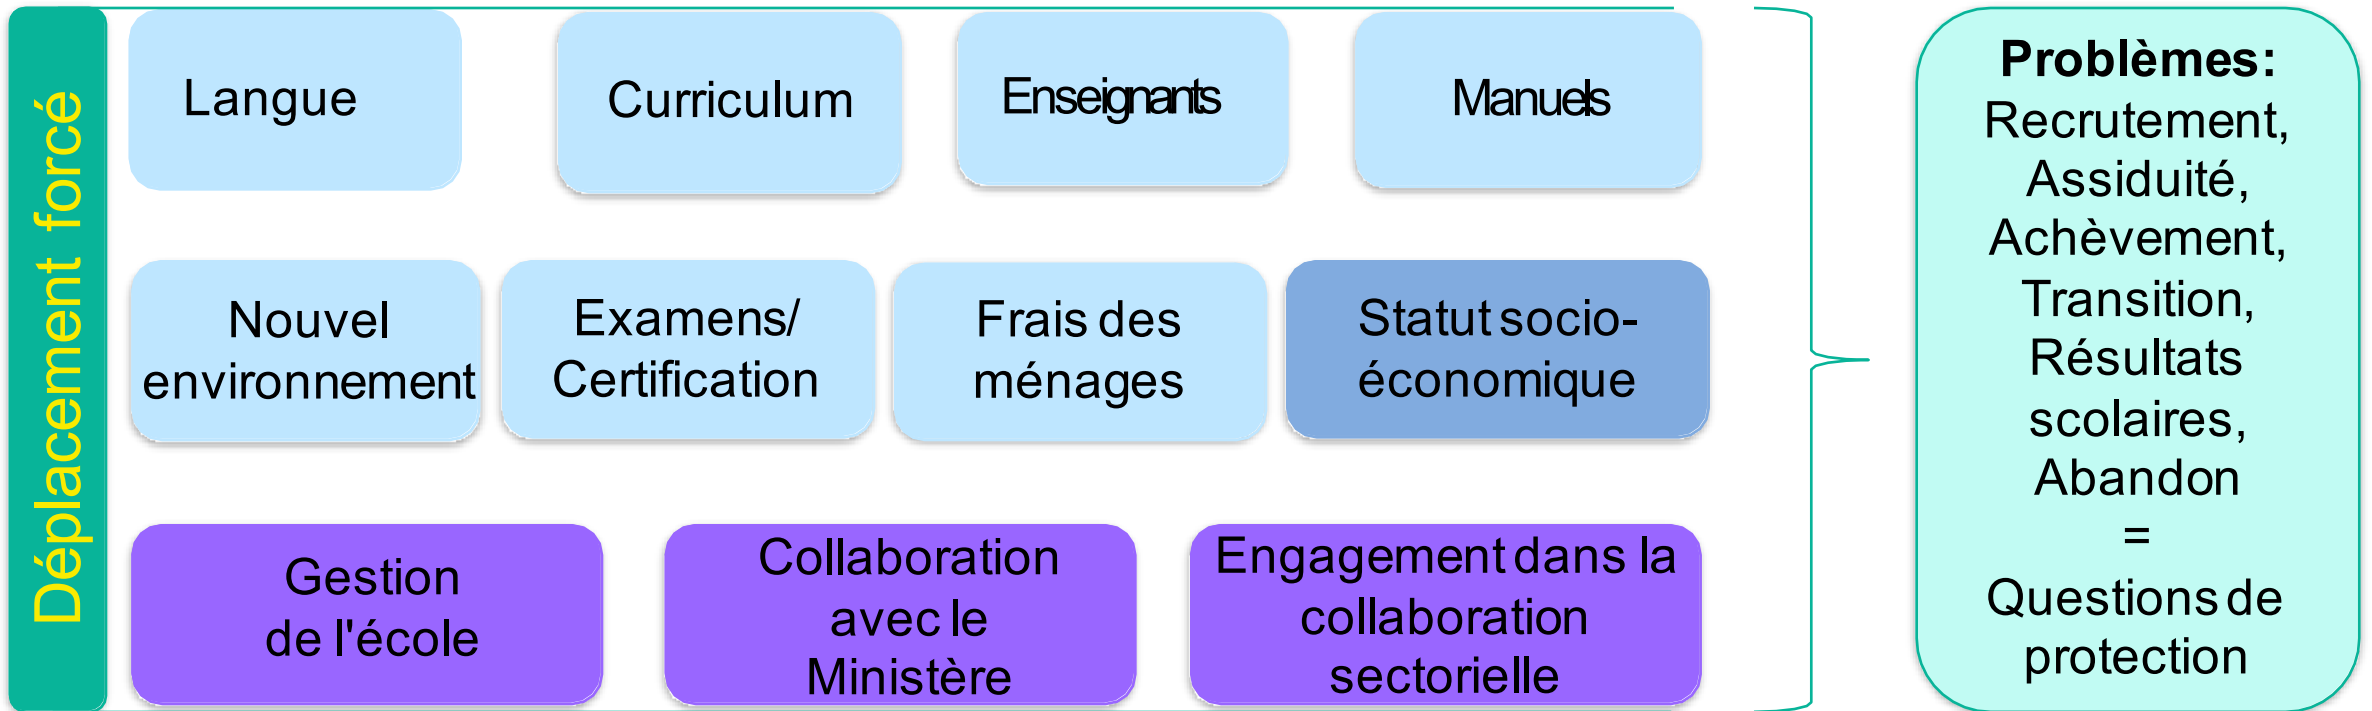 Déplacement forcé
Langue
Curriculum
Enseignants
Manuels
Nouvel
environnement
Examens/
Certification
Frais des
ménages
Statut socio-
économique
Gestion
de l'école
Collaboration
avec le
Ministère
Engagement dans la
collaboration
sectorielle
Problèmes:
Recrutement,
Assiduité,
Achèvement,
Transition,
Résultats
scolaires,
Abandon
=
Questions de
protection